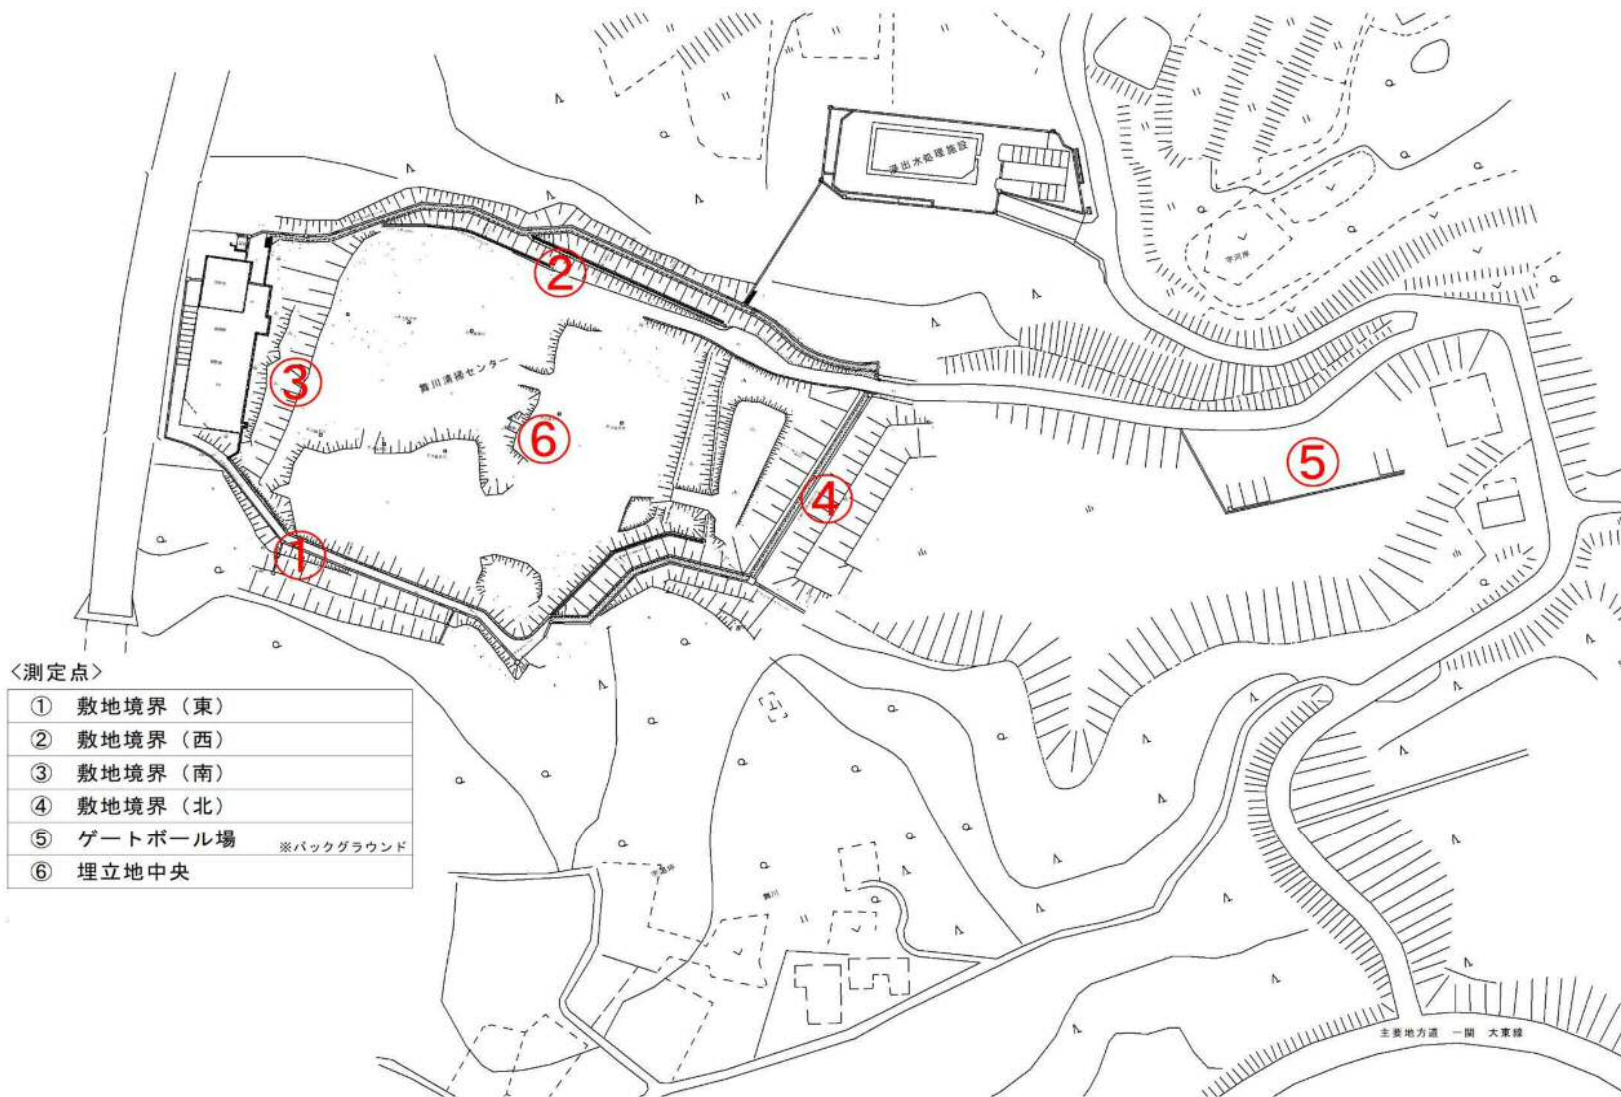 浸出水処理施設
字河岸
②
舞川清掃センター
③
⑥
⑤
④
①
<測定点>
① 敷地境界(東)
② 敷地境界(西)
③ 敷地境界(南)
④ 敷地境界(北)
⑤ ゲートボール場 ※バックグラウンド
⑥ 埋立地中央
舞川
主要地方道 一関 大東線